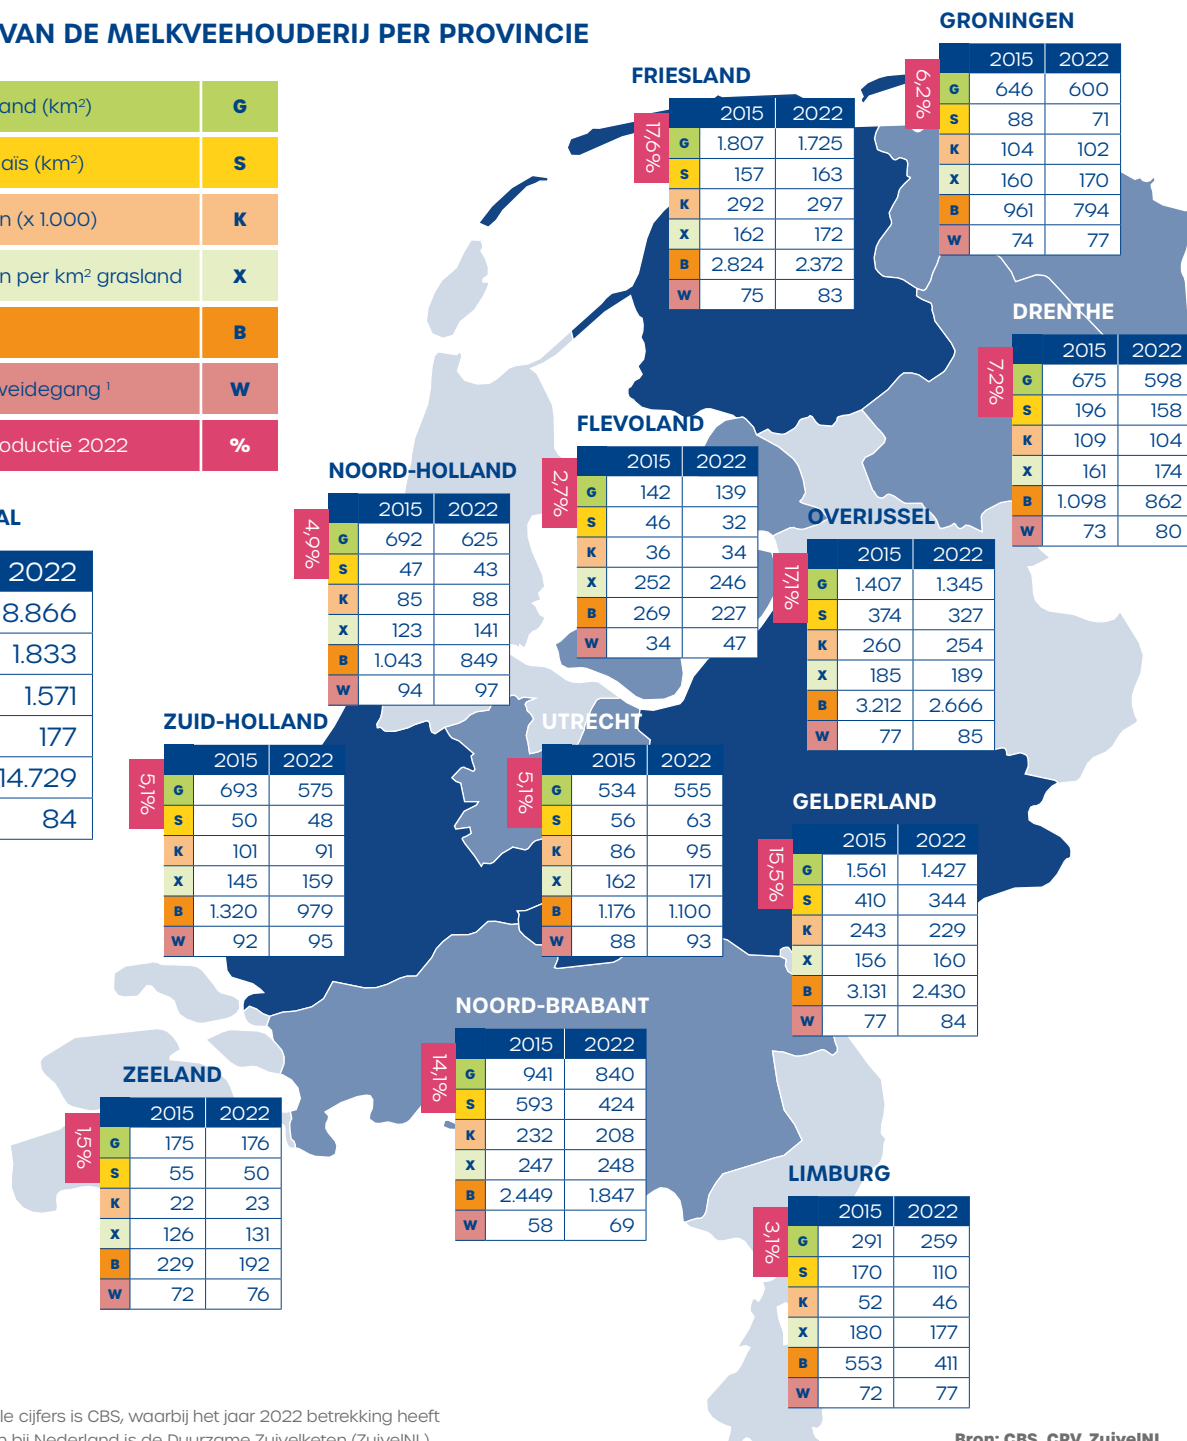 VAN DE MELKVEEHOUDERIJ PER PROVINCIE
and (km²) G
aïs (km²) S
n (x 1.000) K
n per km² grasland X
B
veidegang ¹ W
oductie 2022 %
AL
2022
8.866
1.833
1.571
177
14.729
84
GRONINGEN
6,2%
2015 2022
G 646 600
S 88 71
K 104 102
X 160 170
B 961 794
W 74 77
FRIESLAND
17,6%
2015 2022
G 1.807 1.725
S 157 163
K 292 297
X 162 172
B 2.824 2.372
W 75 83
DRENTHE
7,2%
2015 2022
G 675 598
S 196 158
K 109 104
X 161 174
B 1.098 862
W 73 80
FLEVOLAND
2,7%
2015 2022
G 142 139
S 46 32
K 36 34
X 252 246
B 269 227
W 34 47
NOORD-HOLLAND
4,9%
2015 2022
G 692 625
S 47 43
K 85 88
X 123 141
B 1.043 849
W 94 97
OVERIJSSEL
17,1%
2015 2022
G 1.407 1.345
S 374 327
K 260 254
X 185 189
B 3.212 2.666
W 77 85
ZUID-HOLLAND
5,1%
2015 2022
G 693 575
S 50 48
K 101 91
X 145 159
B 1.320 979
W 92 95
UTRECHT
5,1%
2015 2022
G 534 555
S 56 63
K 86 95
X 162 171
B 1.176 1.100
W 88 93
GELDERLAND
15,5%
2015 2022
G 1.561 1.427
S 410 344
K 243 229
X 156 160
B 3.131 2.430
W 77 84
NOORD-BRABANT
14,1%
2015 2022
G 941 840
S 593 424
K 232 208
X 247 248
B 2.449 1.847
W 58 69
ZEELAND
1,5%
2015 2022
G 175 176
S 55 50
K 22 23
X 126 131
B 229 192
W 72 76
LIMBURG
3,1%
2015 2022
G 291 259
S 170 110
K 52 46
X 180 177
B 553 411
W 72 77
le cijfers is CBS, waarbij het jaar 2022 betrekking heeft
n bij Nederland is de Duurzame Zuivelketen (ZuivelNL)
Bron: CBS, CRV, ZuivelNL